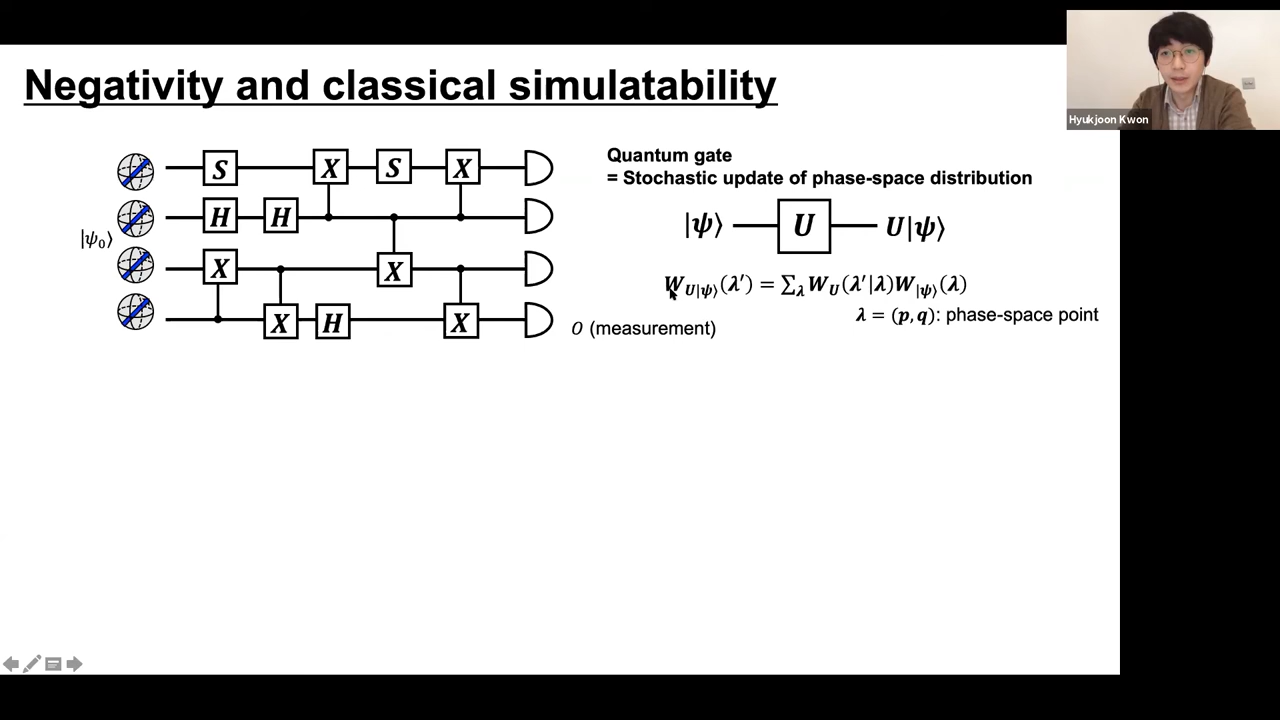 Negativity and classical simulatability
Hyukjoon Kwon
|ψ₀⟩
S X S X
H H
X X
X H X
O (measurement)
Quantum gate
= Stochastic update of phase-space distribution
|ψ⟩ U U|ψ⟩
W_{U|ψ⟩}(λ′) = ∑_λ W_U(λ′|λ)W_{|ψ⟩}(λ)
λ = (p, q): phase-space point